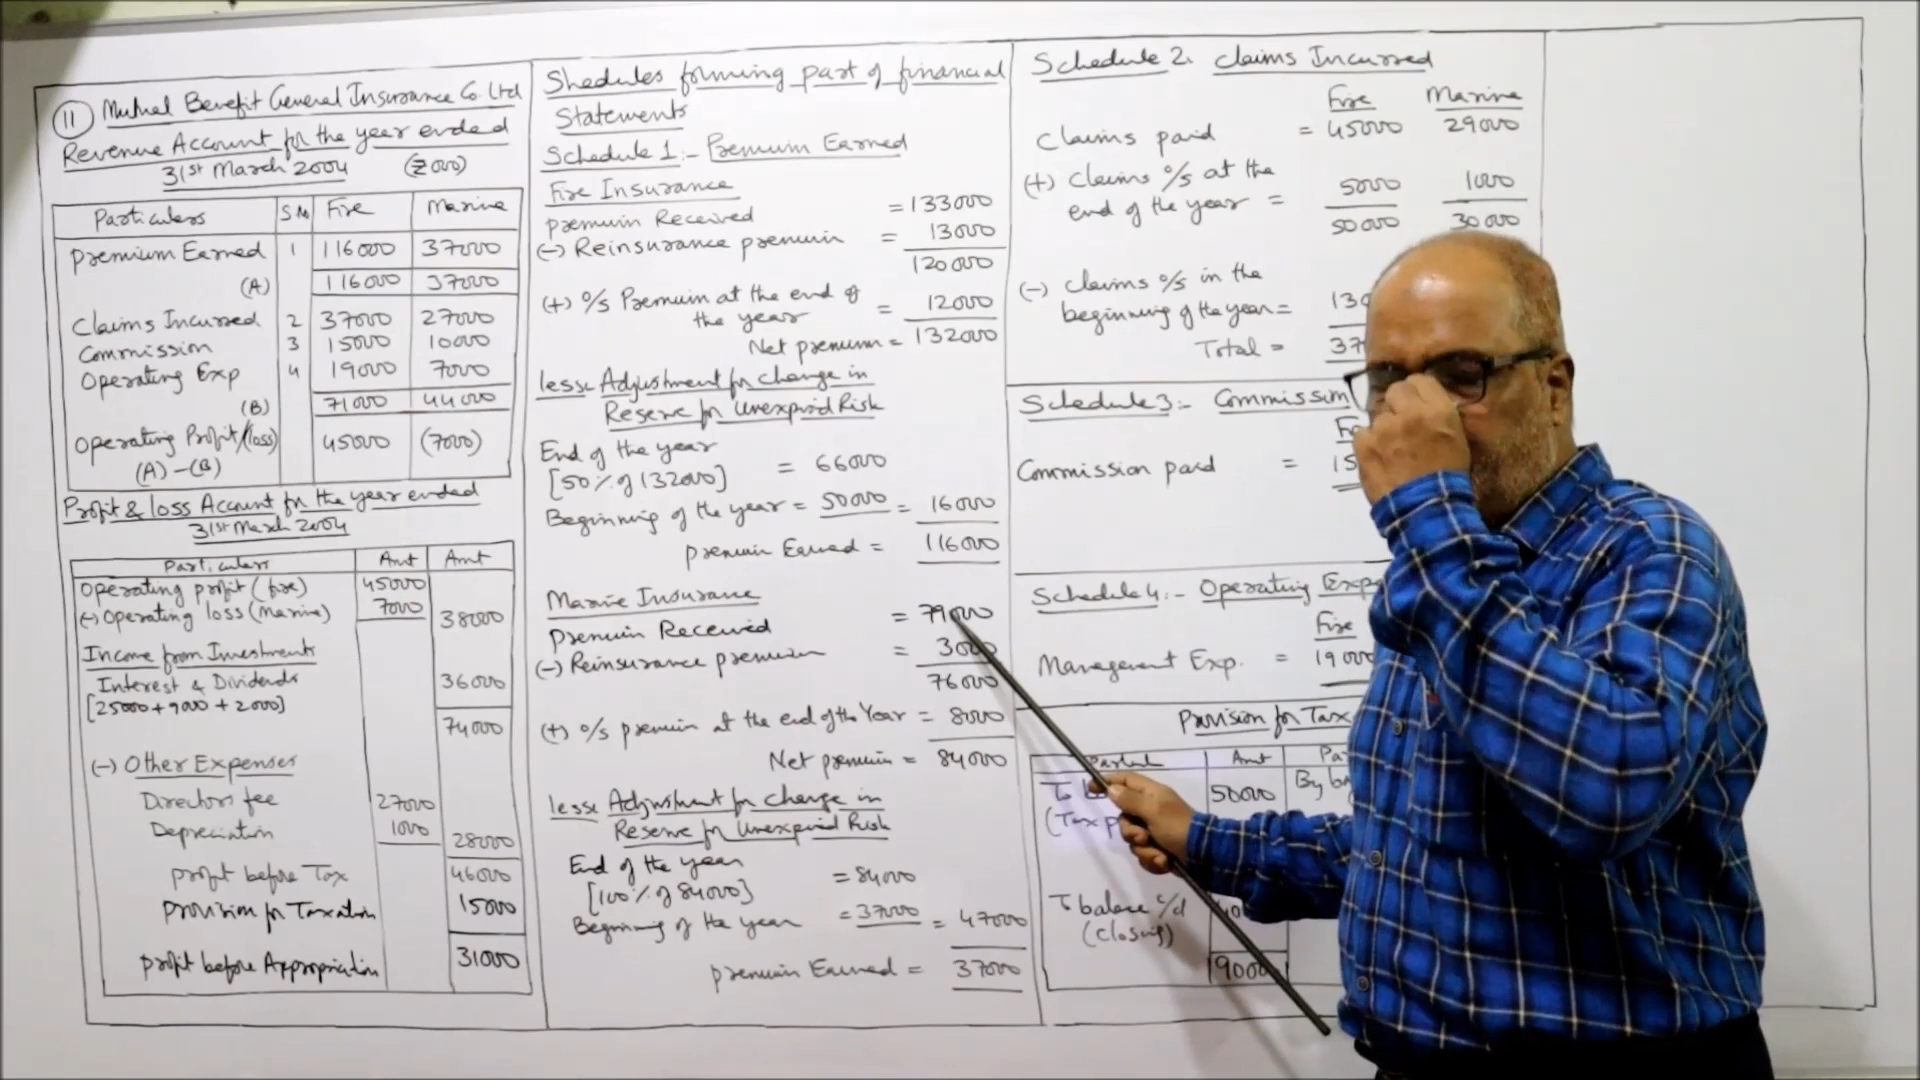 11 Mutual Benefit General Insurance Co. Ltd
Revenue Account for the year ended
31st March 2004 (₹000)
Particulars S No Fire Marine
Premium Earned 1 116000 37000
(A) 116000 37000
Claims Incurred 2 37000 27000
Commission 3 15000 10000
Operating Exp 4 19000 7000
(B) 71000 44000
Operating Profit/(loss) 45000 (7000)
(A) - (B)
Profit & loss Account for the year ended
31st March 2004
Particulars Amt Amt
Operating profit (fire) 45000
(-) Operating loss (Marine) 7000 38000
Income from Investments
Interest & Dividends 36000
[25000 + 9000 + 2000]
74000
(-) Other Expenses
Directors fee 27000
Depreciation 1000 28000
profit before Tax 46000
provision for Taxation 15000
profit before Appropriation 31000
Shedules forming part of financial
Statements
Schedule 1:- Premium Earned
Fire Insurance
premium Received = 133000
(-) Reinsurance premium = 13000
120000
(+) o/s Premium at the end of
the year = 12000
Net premium = 132000
less: Adjustment for change in
Reserve for Unexpired Risk
End of the year
[50% of 132000] = 66000
Beginning of the year = 50000 = 16000
premium Earned = 116000
Marine Insurance
premium Received = 79000
(-) Reinsurance premium = 3000
76000
(+) o/s premium at the end of the Year = 8000
Net premium = 84000
less: Adjustment for change in
Reserve for Unexpired Risk
End of the year
[100% of 84000] = 84000
Beginning of the year = 37000 = 47000
premium Earned = 37000
Schedule 2: Claims Incurred
Fire Marine
Claims paid = 45000 29000
(+) Claims o/s at the
end of the year = 5000 1000
50000 30000
(-) Claims o/s in the
beginning of the year = 130
Total = 37
Schedule 3:- Commission
Commission paid = 15
Schedule 4:- Operating Exp
Fire
Management Exp. = 19000
Provision for Tax
Amt
To 50000 By
(Tax p
To balance c/d
(closing)
90000